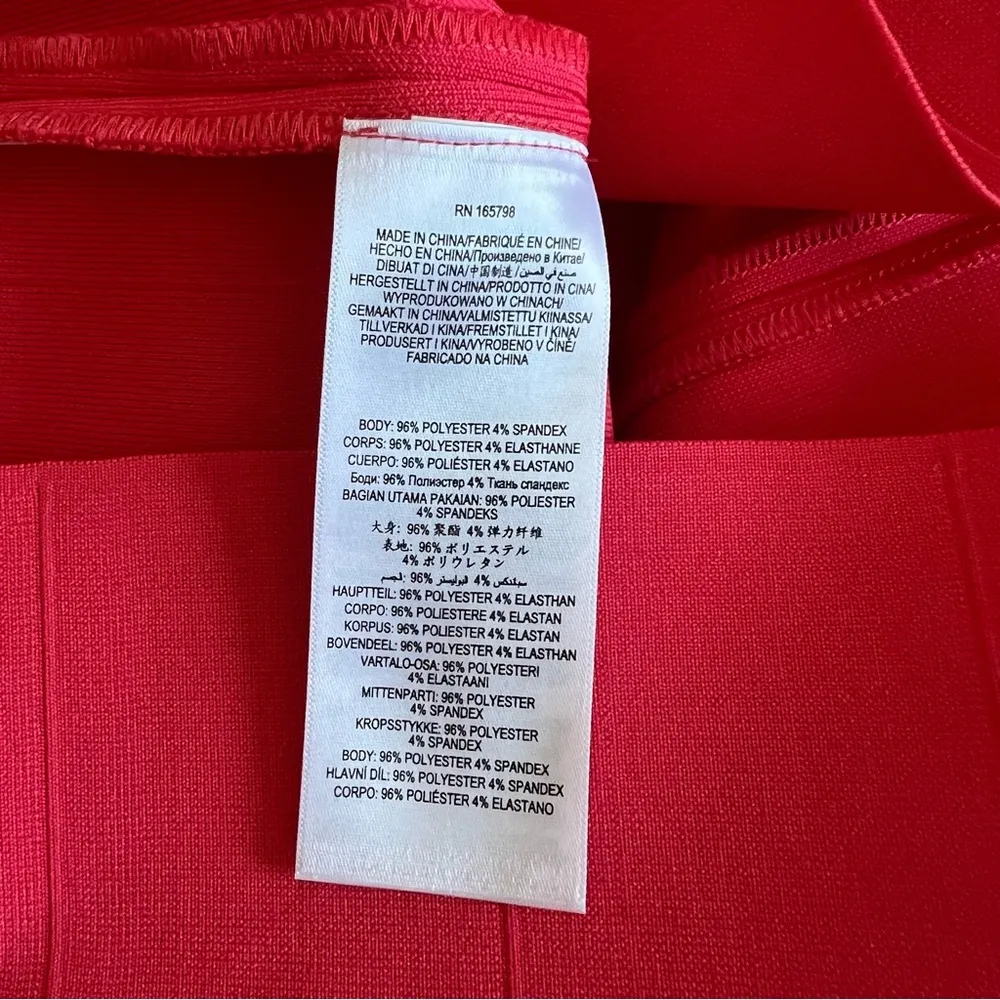 RN 165798
MADE IN CHINA/FABRIQUÉ EN CHINE/
HECHO EN CHINA/Произведено в Китае/
DIBUAT DI CINA/中国制造/صنع في الصين
HERGESTELLT IN CHINA/PRODOTTO IN CINA/
WYPRODUKOWANO W CHINACH/
GEMAAKT IN CHINA/VALMISTETTU KIINASSA/
TILLVERKAD I KINA/FREMSTILLET I KINA/
PRODUSERT I KINA/VYROBENO V ČÍNĚ/
FABRICADO NA CHINA
BODY: 96% POLYESTER 4% SPANDEX
CORPS: 96% POLYESTER 4% ELASTHANNE
CUERPO: 96% POLIÉSTER 4% ELASTANO
Боди: 96% Полиэстер 4% Ткань спандекс
BAGIAN UTAMA PAKAIAN: 96% POLIESTER
4% SPANDEKS
大身: 96% 聚酯 4% 弹力纤维
表地: 96% ポリエステル
4% ポリウレタン
الجسم: 96% البوليستر 4% سباندكس
HAUPTTEIL: 96% POLYESTER 4% ELASTHAN
CORPO: 96% POLIESTERE 4% ELASTAN
KORPUS: 96% POLIESTER 4% ELASTAN
BOVENDEEL: 96% POLYESTER 4% ELASTHAN
VARTALO-OSA: 96% POLYESTERI
4% ELASTAANI
MITTENPARTI: 96% POLYESTER
4% SPANDEX
KROPSSTYKKE: 96% POLYESTER
4% SPANDEX
BODY: 96% POLYESTER 4% SPANDEX
HLAVNÍ DÍL: 96% POLYESTER 4% SPANDEX
CORPO: 96% POLIÉSTER 4% ELASTANO